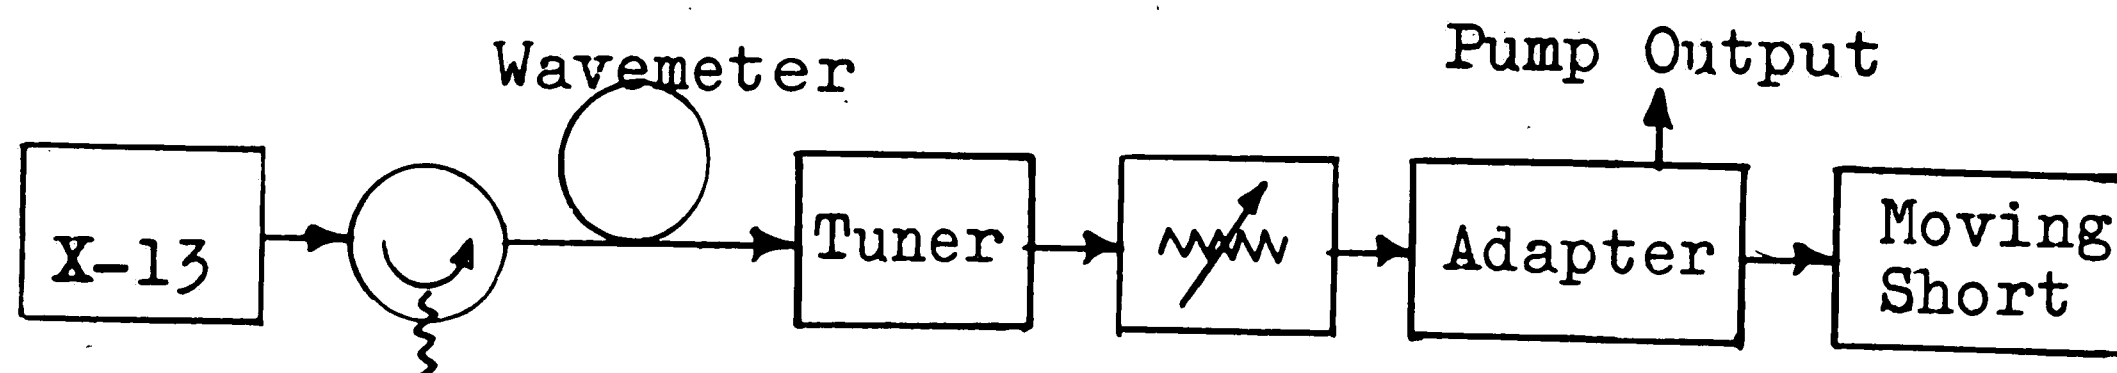 Wavemeter
Pump Output
X-13
Tuner
Adapter
Moving
Short